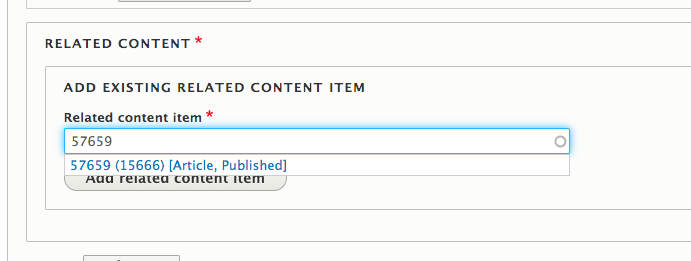 RELATED CONTENT *
ADD EXISTING RELATED CONTENT ITEM
Related content item *
57659
57659 (15666) [Article, Published]
Add related content item